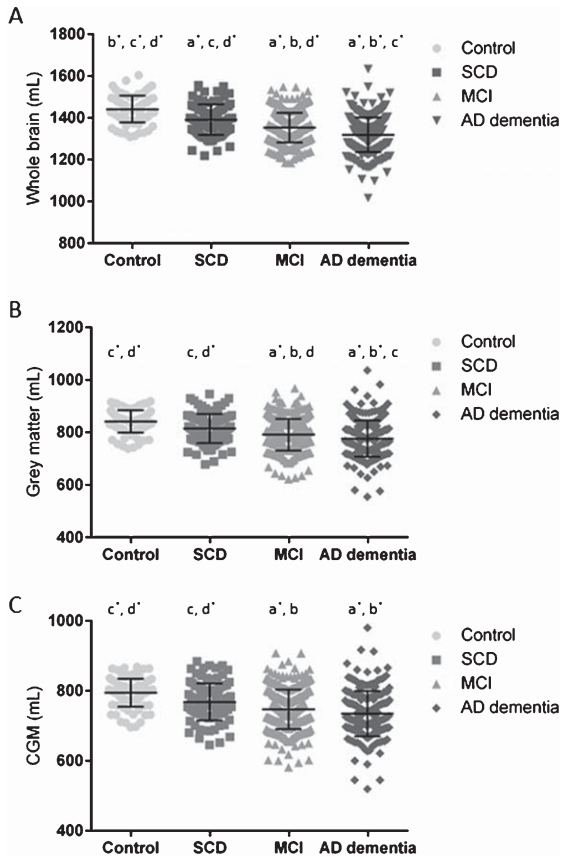 A
b*, c*, d* a*, c, d* a*, b, d* a*, b*, c*
Whole brain (mL)
1800
1600
1400
1200
1000
800
Control SCD MCI AD dementia
Control
SCD
MCI
AD dementia
B
c*, d* c, d* a*, b, d a*, b*, c
Grey matter (mL)
1200
1000
800
600
400
Control SCD MCI AD dementia
Control
SCD
MCI
AD dementia
C
c*, d* c, d* a*, b a*, b*
CGM (mL)
1000
800
600
400
Control SCD MCI AD dementia
Control
SCD
MCI
AD dementia